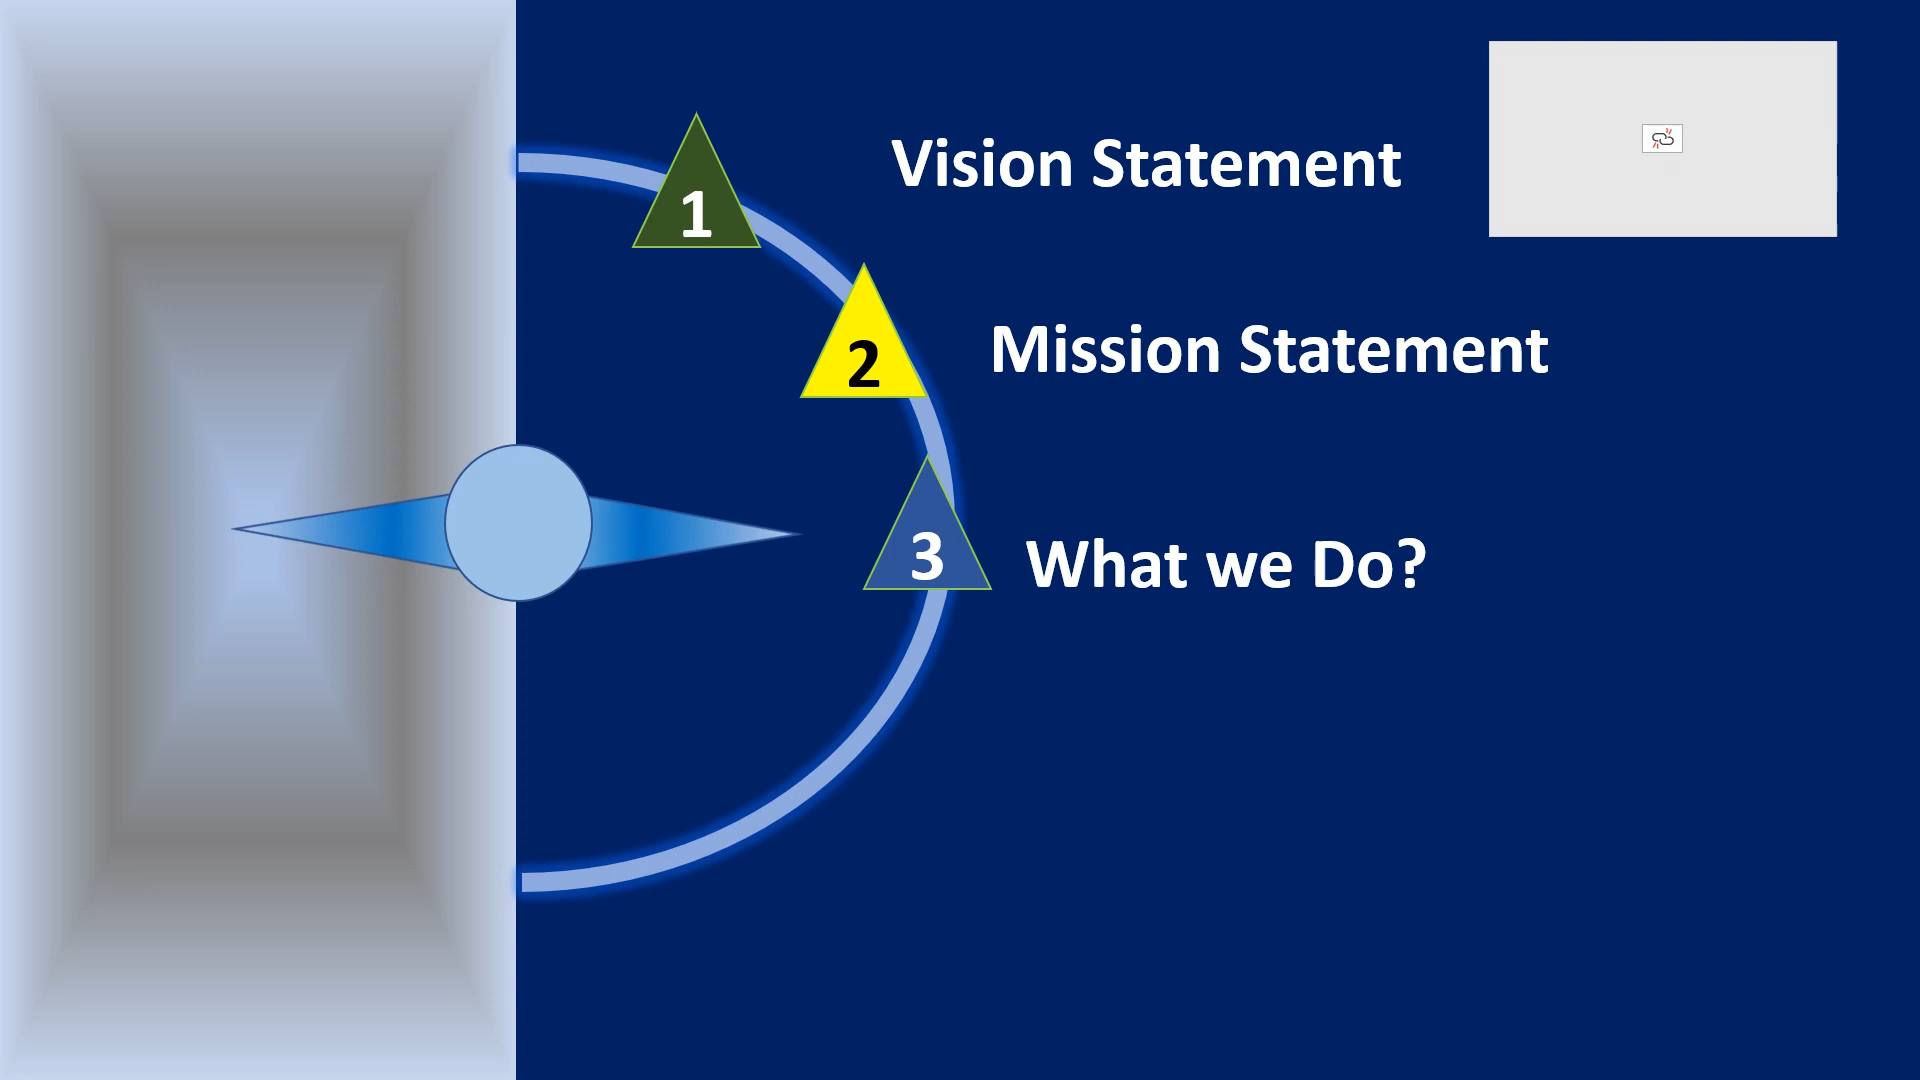 1
Vision Statement
2
Mission Statement
3
What we Do?